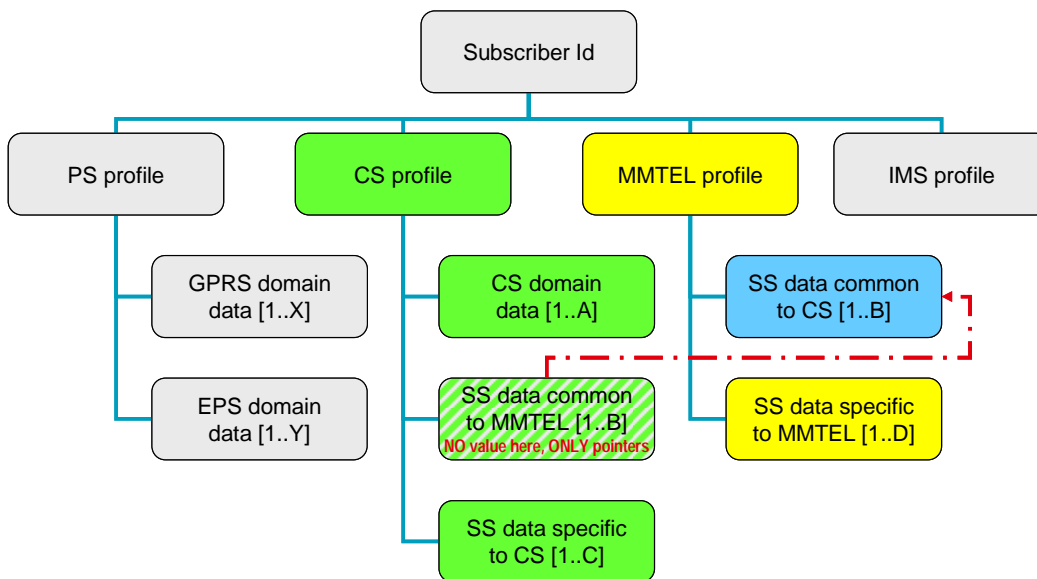 Subscriber Id
PS profile
CS profile
MMTEL profile
IMS profile
GPRS domain
data [1..X]
CS domain
data [1..A]
SS data common
to CS [1..B]
EPS domain
data [1..Y]
SS data common
to MMTEL [1..B]
NO value here, ONLY pointers
SS data specific
to MMTEL [1..D]
SS data specific
to CS [1..C]